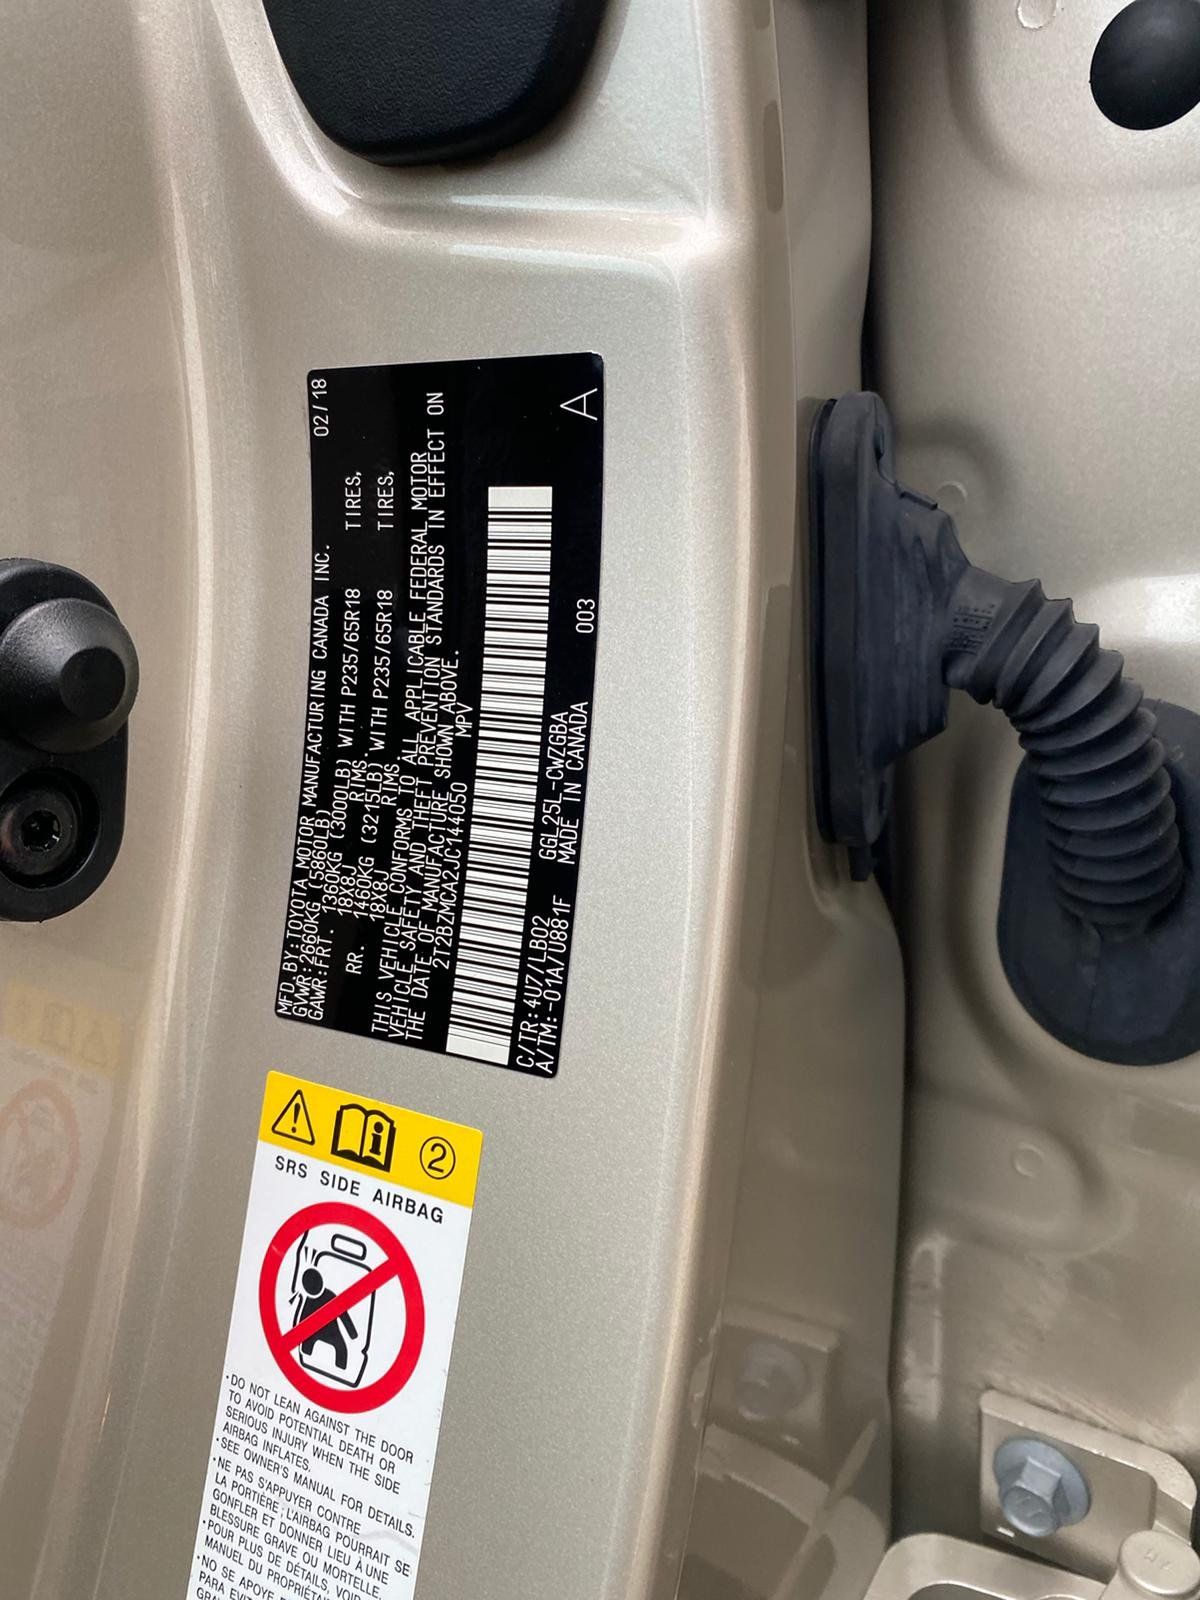 MFD.BY:TOYOTA MOTOR MANUFACTURING CANADA INC. 02/18
GVWR:2660KG (5860LB)
GAWR:FRT. 1360KG (3000LB) WITH P235/65R18 TIRES,
18X8J RIMS.
RR. 1460KG (3215LB) WITH P235/65R18 TIRES,
18X8J RIMS.
THIS VEHICLE CONFORMS TO ALL APPLICABLE FEDERAL MOTOR
VEHICLE SAFETY AND THEFT PREVENTION STANDARDS IN EFFECT ON
THE DATE OF MANUFACTURE SHOWN ABOVE.
2T2BZMCA2JC144050 MPV
C/TR:4U7/LB02 GGL25L-CWZGBA
A/TM:-01A/U881F MADE IN CANADA 003 A
2
SRS SIDE AIRBAG
·DO NOT LEAN AGAINST THE DOOR
TO AVOID POTENTIAL DEATH OR
SERIOUS INJURY WHEN THE SIDE
AIRBAG INFLATES.
·SEE OWNER'S MANUAL FOR DETAILS.
·NE PAS S'APPUYER CONTRE
LA PORTIÈRE; L'AIRBAG POURRAIT SE
GONFLER ET DONNER LIEU À UNE
BLESSURE GRAVE OU MORTELLE.
·POUR PLUS DE DÉTAILS, VOIR
MANUEL DU
·NO SE APOYE
PARA